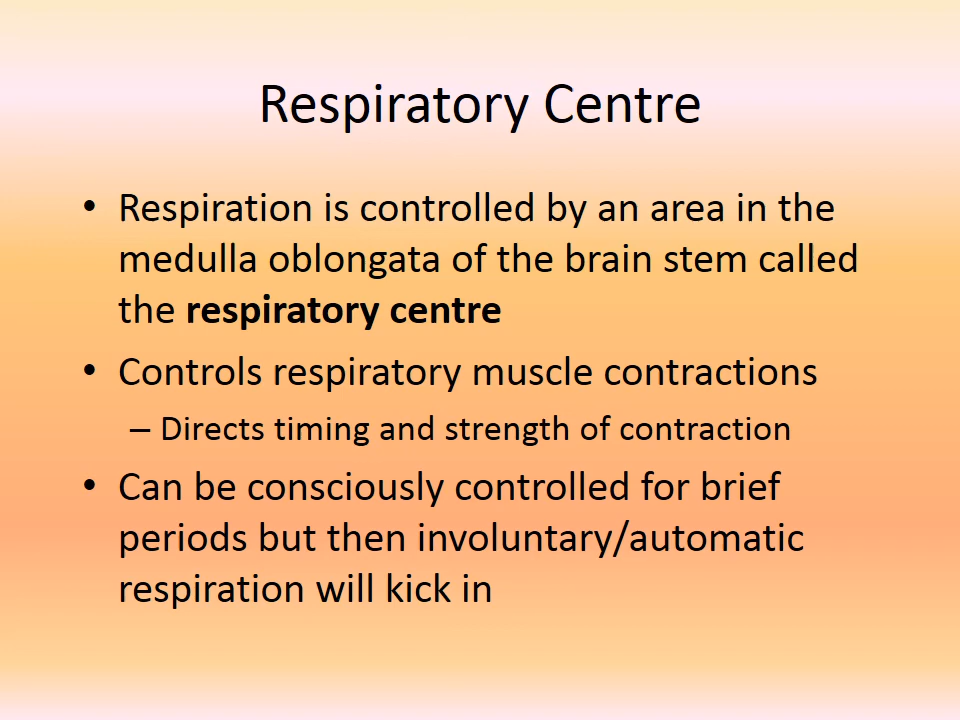 Respiratory Centre
• Respiration is controlled by an area in the
medulla oblongata of the brain stem called
the respiratory centre
• Controls respiratory muscle contractions
– Directs timing and strength of contraction
• Can be consciously controlled for brief
periods but then involuntary/automatic
respiration will kick in